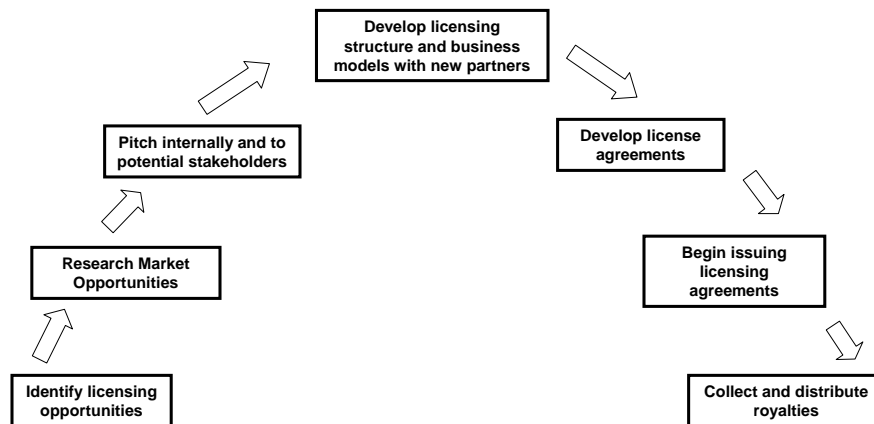 Identify licensing
opportunities
Research Market
Opportunities
Pitch internally and to
potential stakeholders
Develop licensing
structure and business
models with new partners
Develop license
agreements
Begin issuing
licensing
agreements
Collect and distribute
royalties